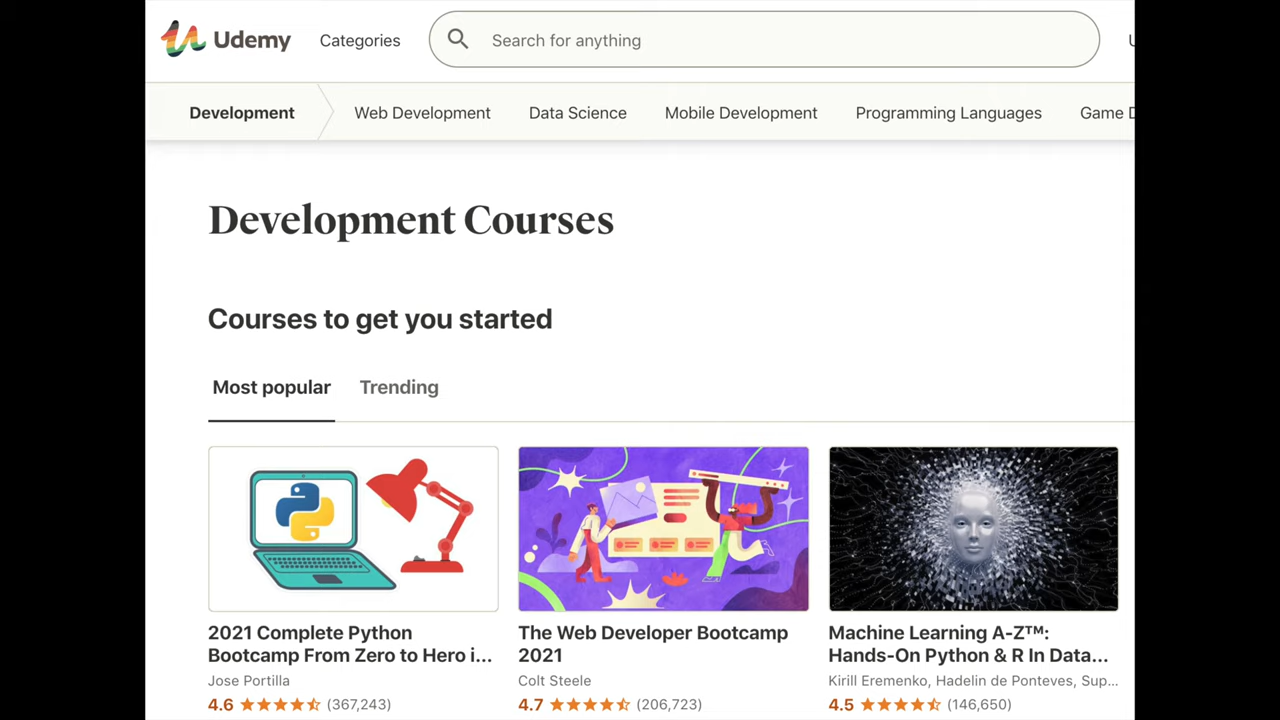 Udemy
Categories
Search for anything
Development
Web Development
Data Science
Mobile Development
Programming Languages
Game
Development Courses
Courses to get you started
Most popular
Trending
2021 Complete Python
Bootcamp From Zero to Hero i...
Jose Portilla
4.6 (367,243)
The Web Developer Bootcamp
2021
Colt Steele
4.7 (206,723)
Machine Learning A-Z™:
Hands-On Python & R In Data...
Kirill Eremenko, Hadelin de Ponteves, Sup...
4.5 (146,650)